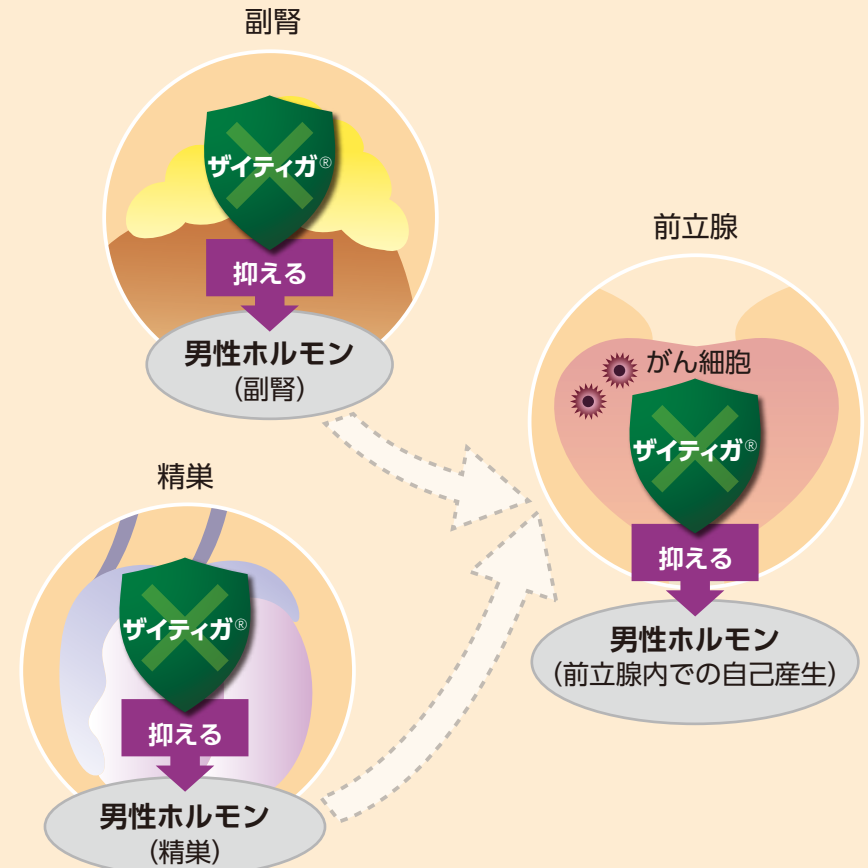 副腎
ザイティガ®
抑える
男性ホルモン
(副腎)
精巣
ザイティガ®
抑える
男性ホルモン
(精巣)
前立腺
がん細胞
ザイティガ®
抑える
男性ホルモン
(前立腺内での自己産生)